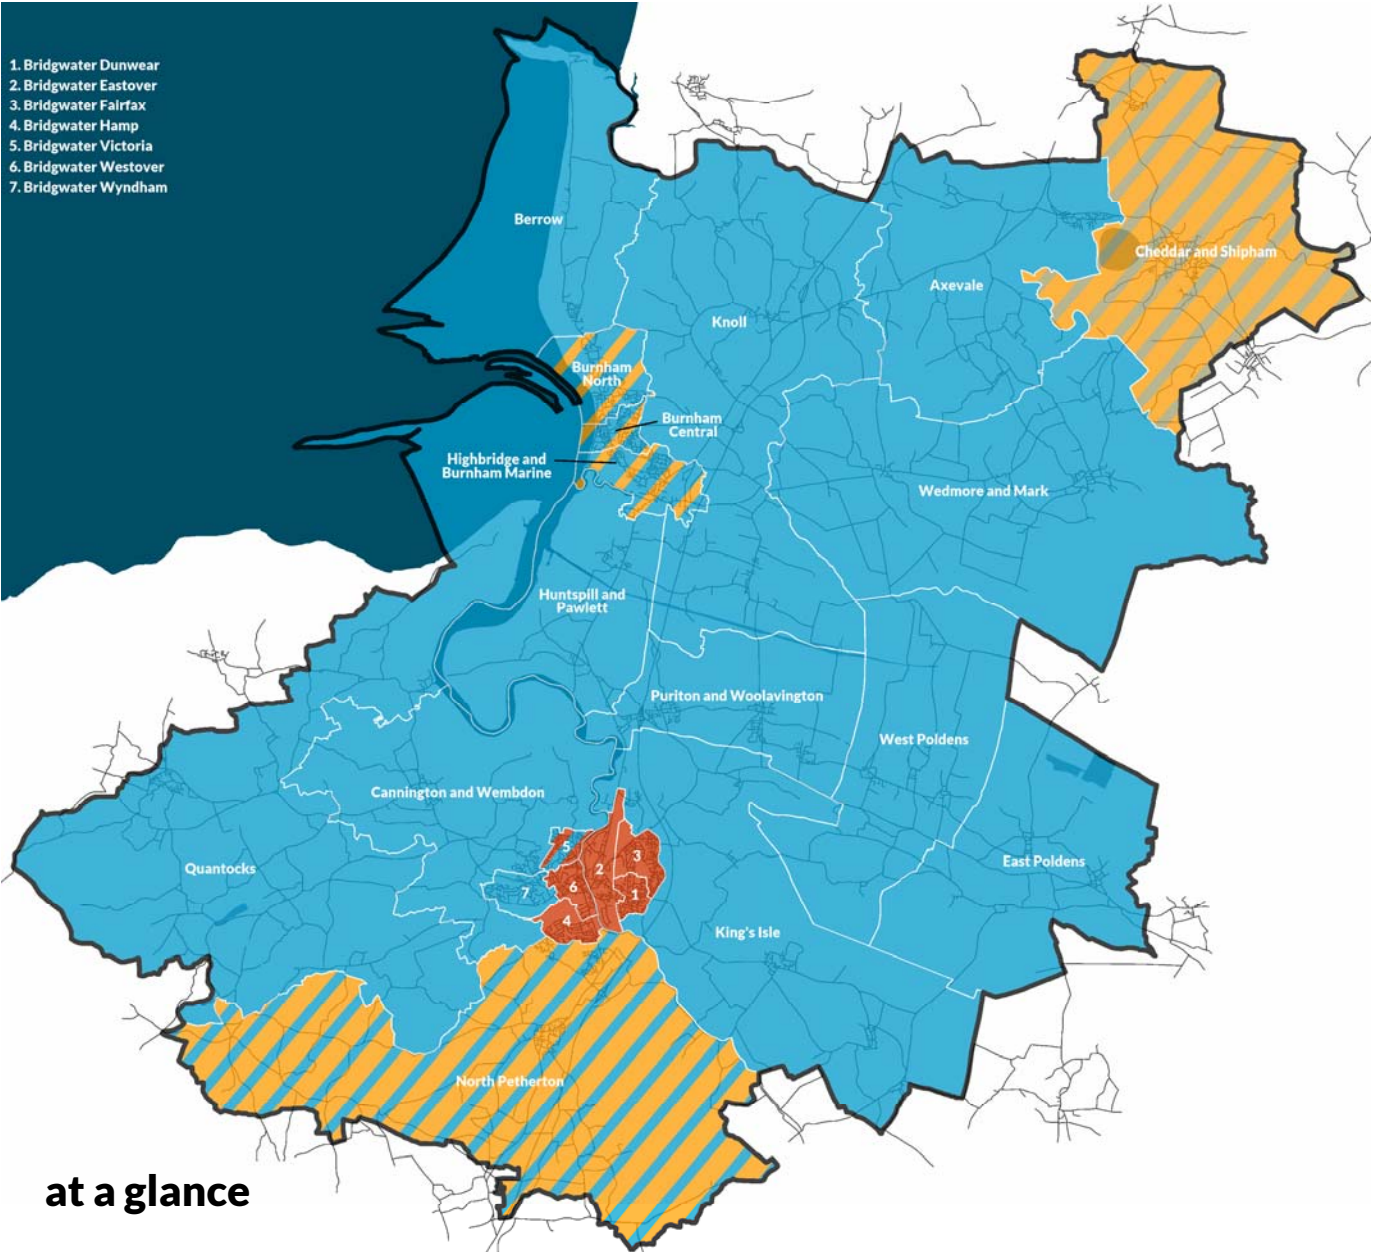 1. Bridgwater Dunwear
2. Bridgwater Eastover
3. Bridgwater Fairfax
4. Bridgwater Hamp
5. Bridgwater Victoria
6. Bridgwater Westover
7. Bridgwater Wyndham
Berrow
Cheddar and Shipham
Axevale
Knoll
Burnham
North
Burnham
Central
Highbridge and
Burnham Marine
Wedmore and Mark
Huntspill and
Pawlett
Puriton and Woolavington
West Poldens
Cannington and Wembdon
Quantocks
5
3
2
6
7
1
4
East Poldens
King's Isle
North Petherton
at a glance